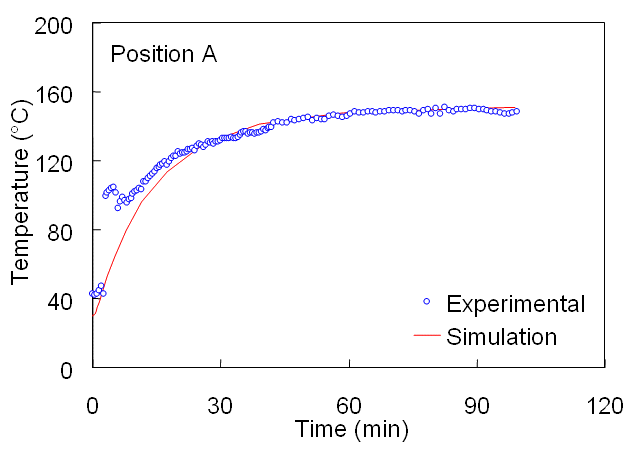 200
Position A
160
120
80
40
0
Temperature (°C)
Experimental
Simulation
0 30 60 90 120
Time (min)